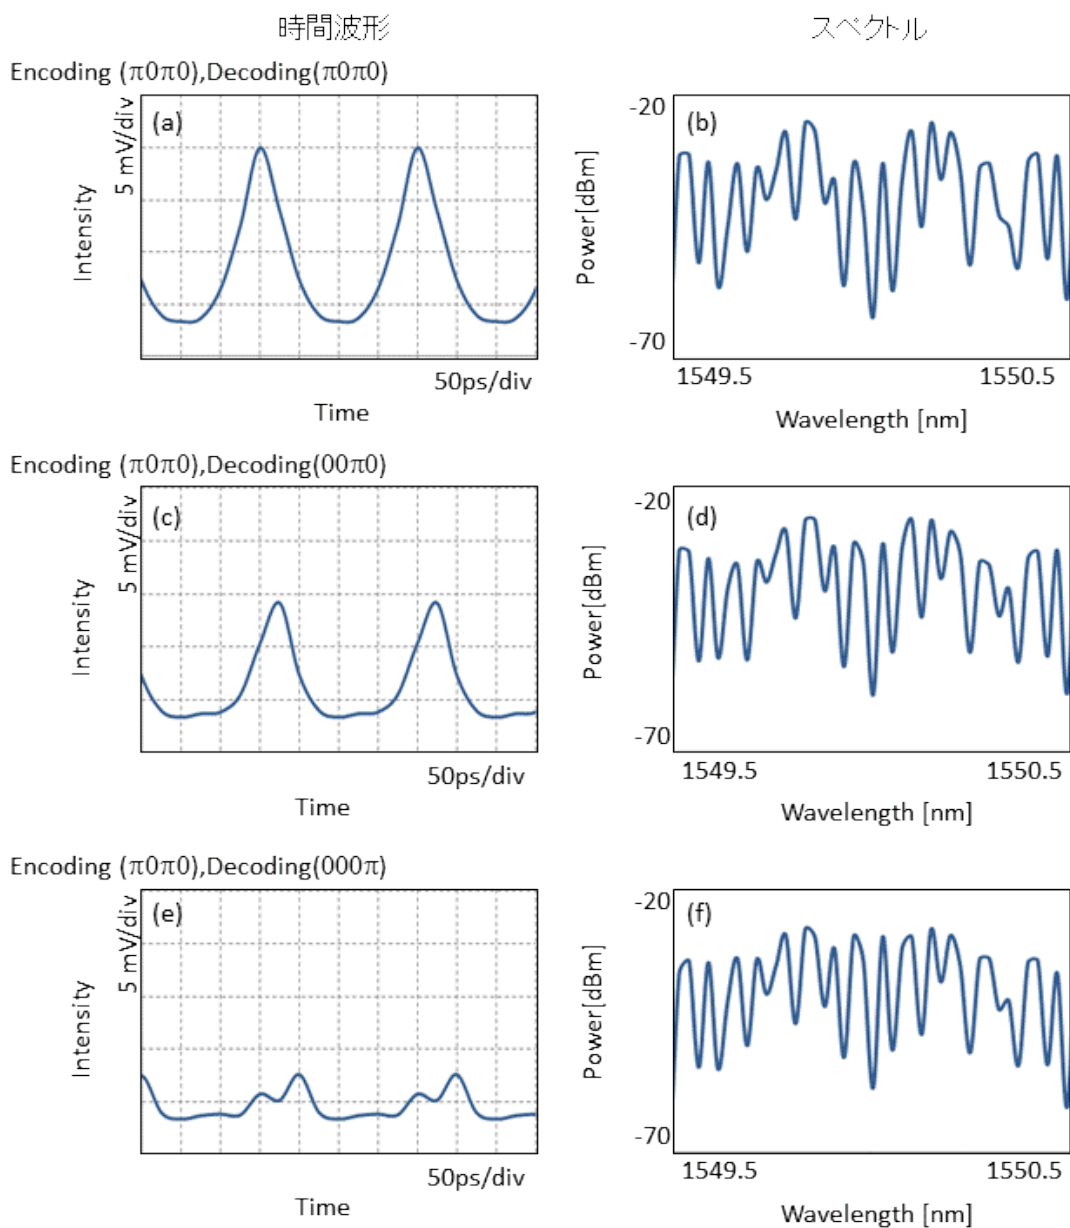 時間波形
スペクトル
Encoding (π0π0),Decoding(π0π0)
(a)
5 mV/div
Intensity
50ps/div
Time
(b)
-20
Power[dBm]
-70
1549.5
1550.5
Wavelength [nm]
Encoding (π0π0),Decoding(00π0)
(c)
5 mV/div
Intensity
50ps/div
Time
(d)
-20
Power[dBm]
-70
1549.5
1550.5
Wavelength [nm]
Encoding (π0π0),Decoding(000π)
(e)
5 mV/div
Intensity
50ps/div
Time
(f)
-20
Power[dBm]
-70
1549.5
1550.5
Wavelength [nm]